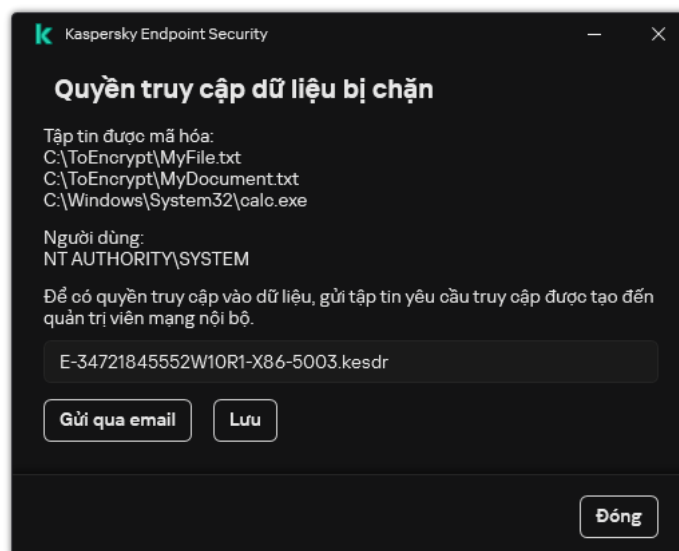 Kaspersky Endpoint Security
Quyền truy cập dữ liệu bị chặn
Tập tin được mã hóa:
C:\ToEncrypt\MyFile.txt
C:\ToEncrypt\MyDocument.txt
C:\Windows\System32\calc.exe
Người dùng:
NT AUTHORITY\SYSTEM
Để có quyền truy cập vào dữ liệu, gửi tập tin yêu cầu truy cập được tạo đến
quản trị viên mạng nội bộ.
E-34721845552W10R1-X86-5003.kesdr
Gửi qua email
Lưu
Đóng